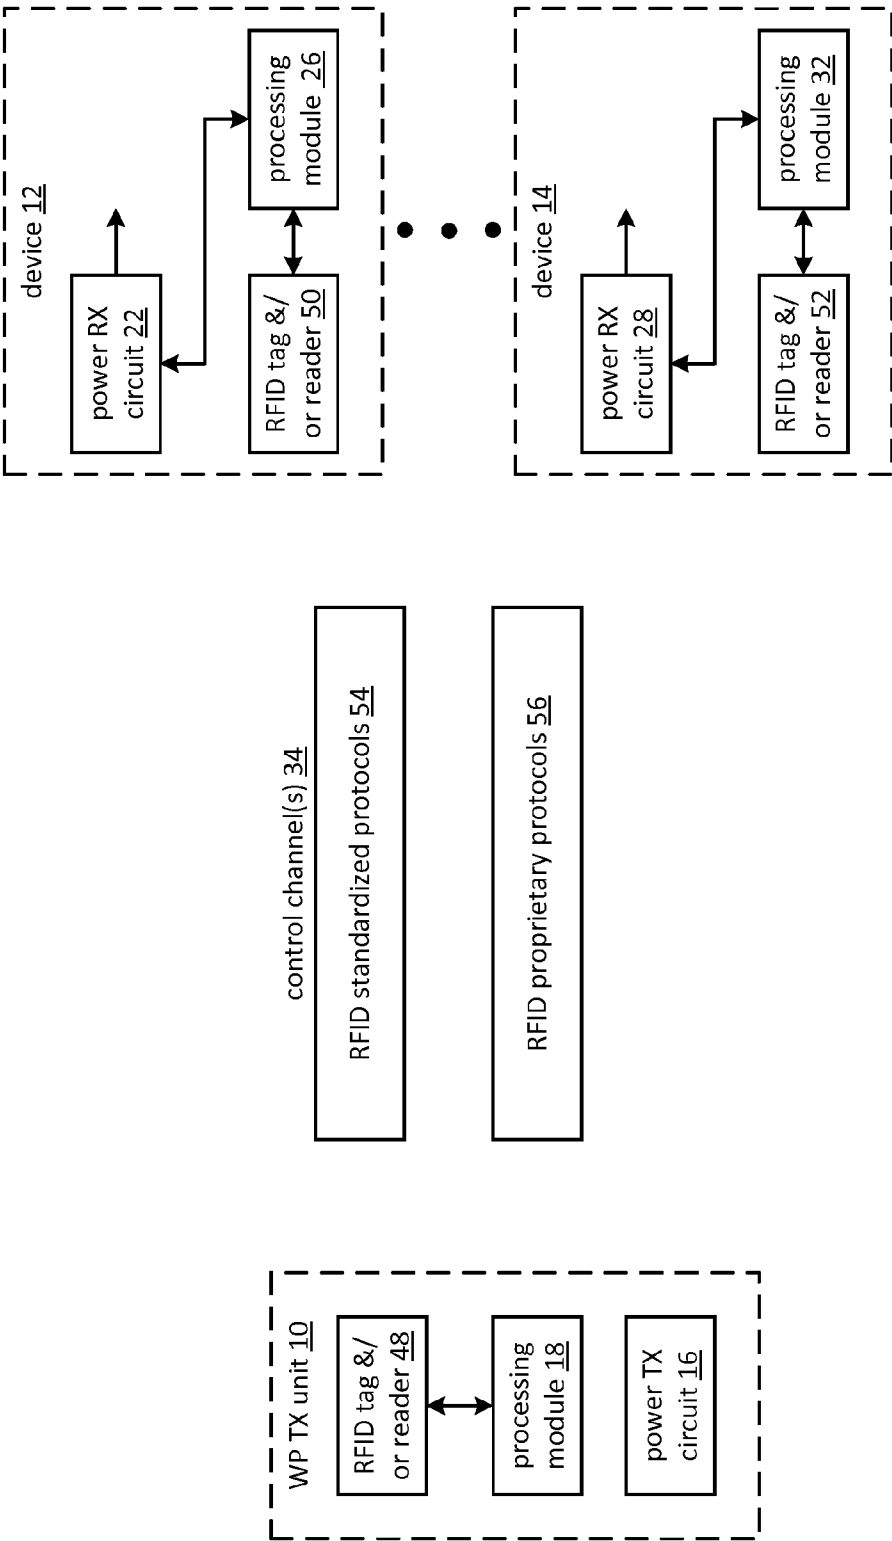 WP TX unit 10
RFID tag &/
or reader 48
processing
module 18
power TX
circuit 16
control channel(s) 34
RFID standardized protocols 54
RFID proprietary protocols 56
device 12
power RX
circuit 22
RFID tag &/
or reader 50
processing
module 26
device 14
power RX
circuit 28
RFID tag &/
or reader 52
processing
module 32